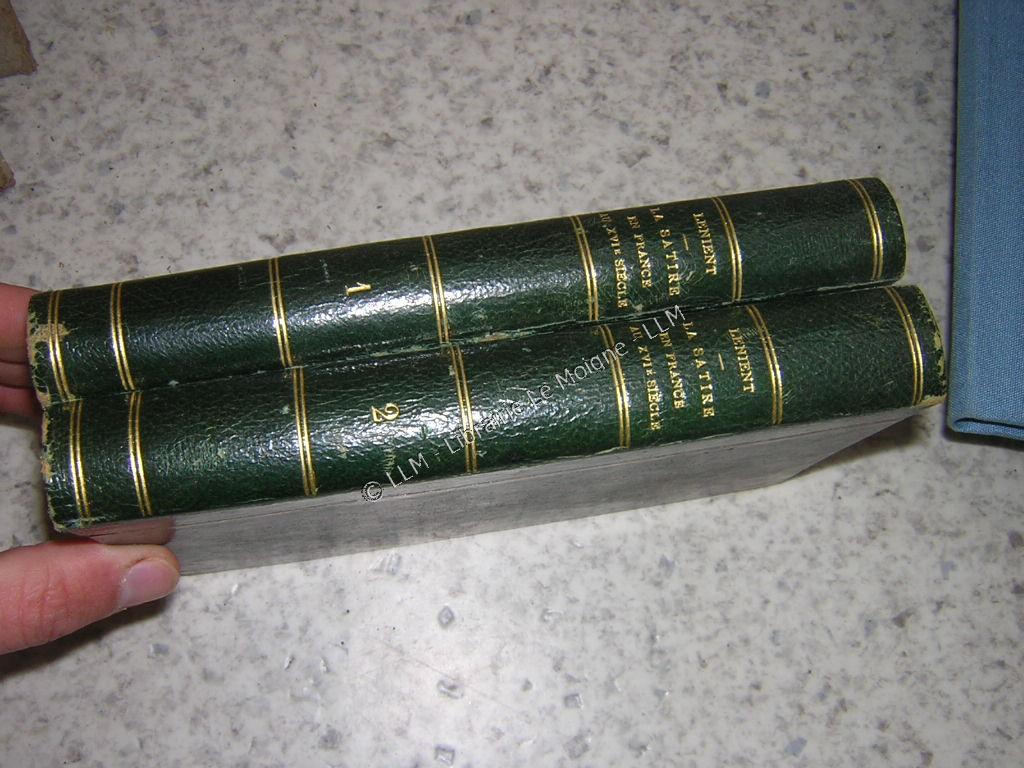 LENIENT
LA SATIRE
EN FRANCE
AU XVIE SIÈCLE
1
LENIENT
LA SATIRE
EN FRANCE
AU XVIE SIÈCLE
2
© LLM - Librairie Le Moigne - LLM